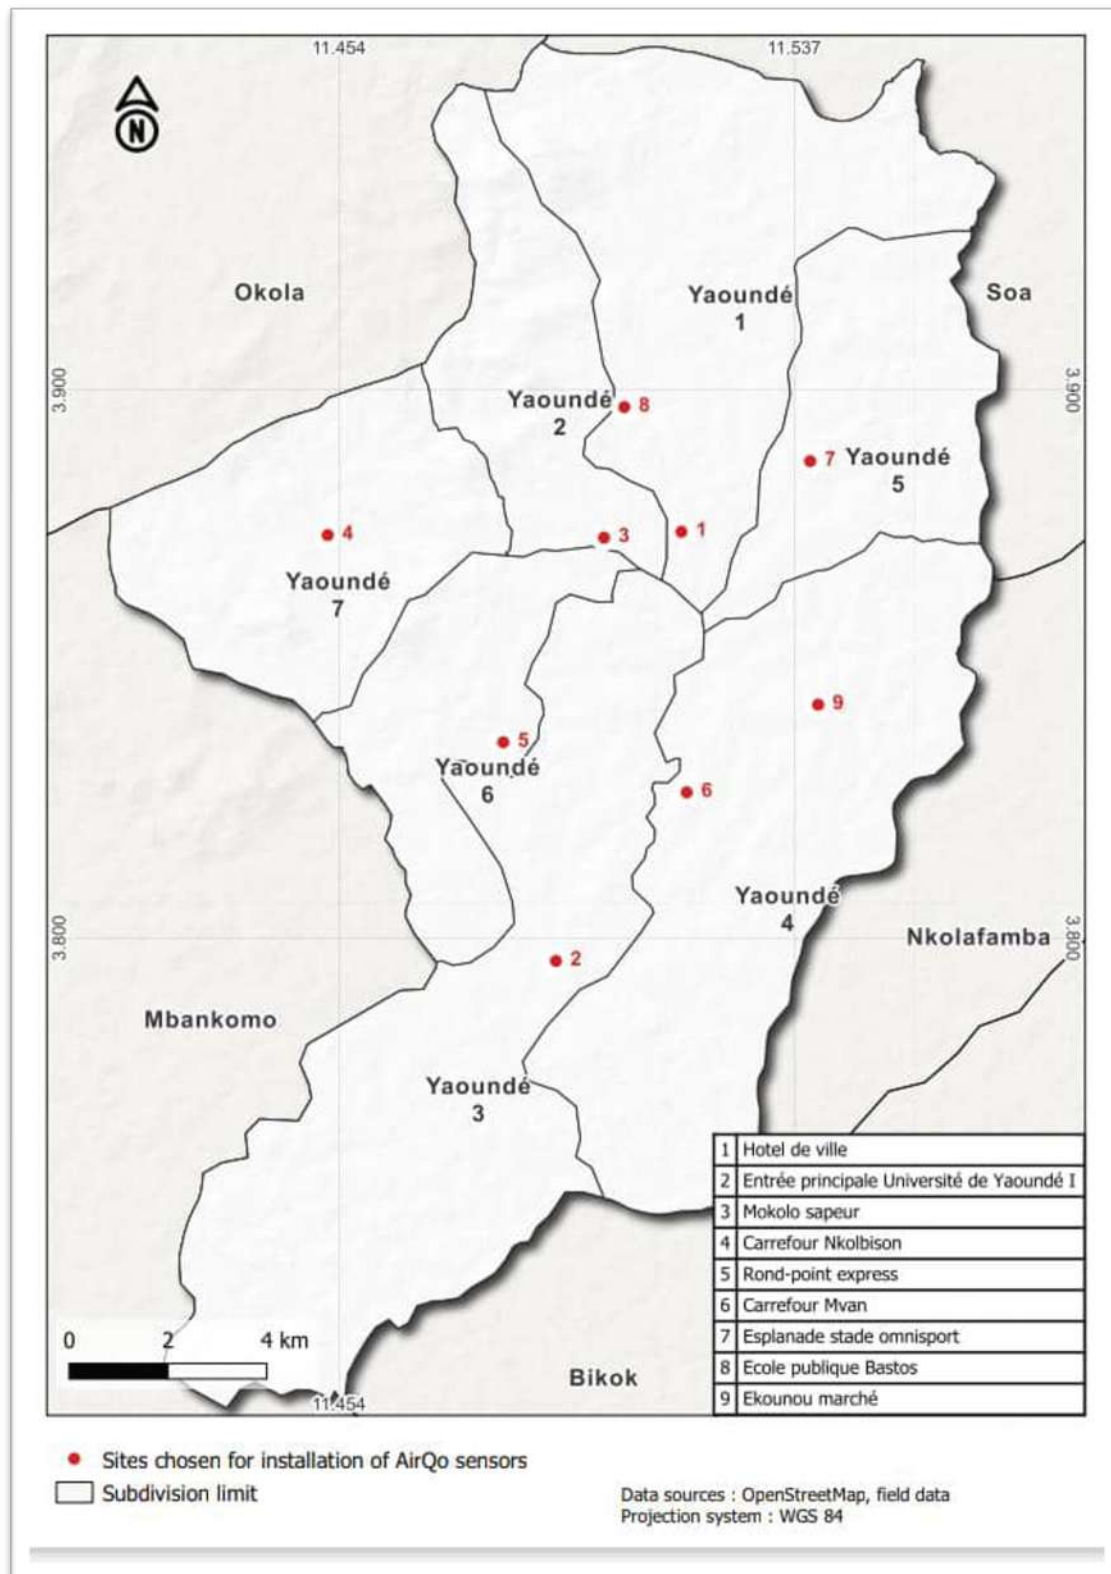 11.454 11.537
N
Okola
Yaoundé
1
Soa
3.900
3.900
Yaoundé
2
8
7
Yaoundé
5
4
3
1
Yaoundé
7
9
5
Yaoundé
6
6
Yaoundé
4
3.800
3.800
Nkolafamba
2
Mbankomo
Yaoundé
3
1 Hotel de ville
2 Entrée principale Université de Yaoundé I
3 Mokolo sapeur
4 Carrefour Nkolbison
5 Rond-point express
6 Carrefour Mvan
7 Esplanade stade omnisport
8 Ecole publique Bastos
9 Ekounou marché
0 2 4 km
Bikok
11.454
Sites chosen for installation of AirQo sensors
Subdivision limit
Data sources : OpenStreetMap, field data
Projection system : WGS 84